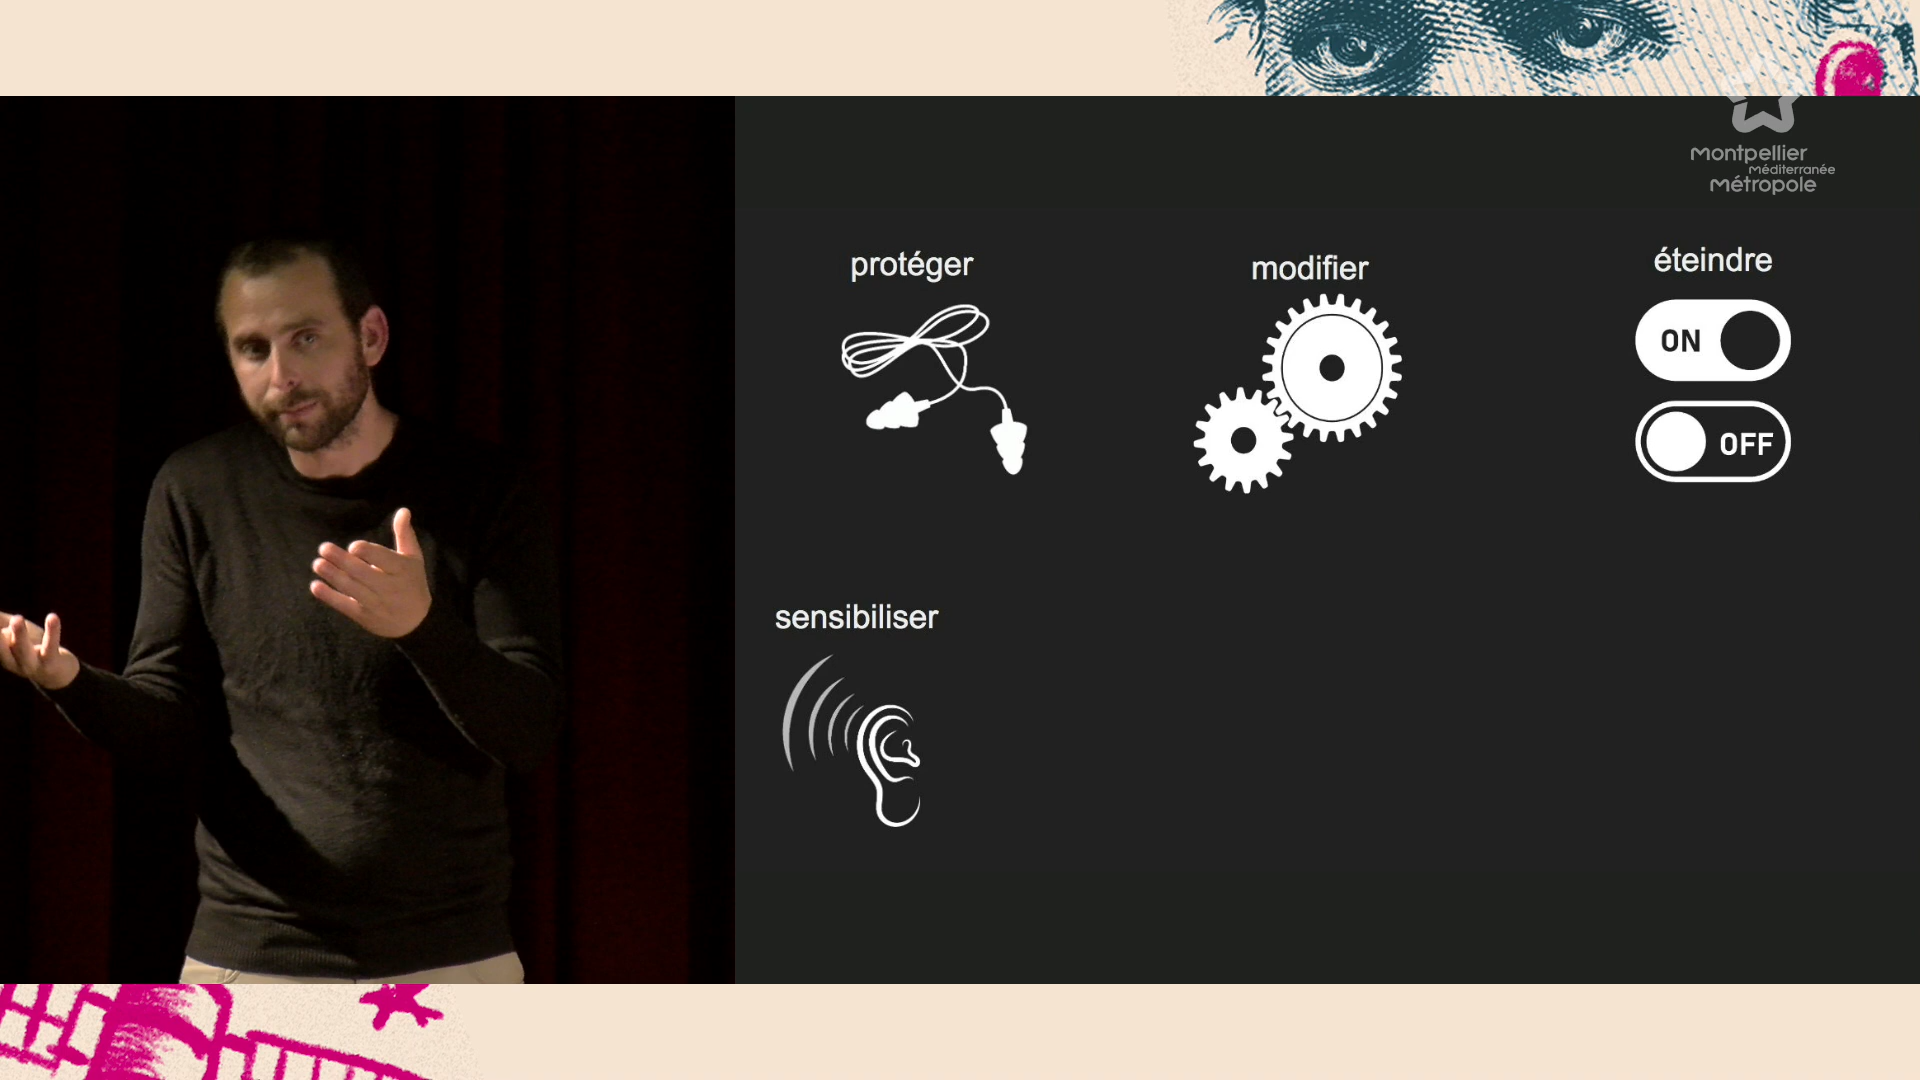 montpellier
méditerranée
métropole
protéger
modifier
éteindre
ON
OFF
sensibiliser